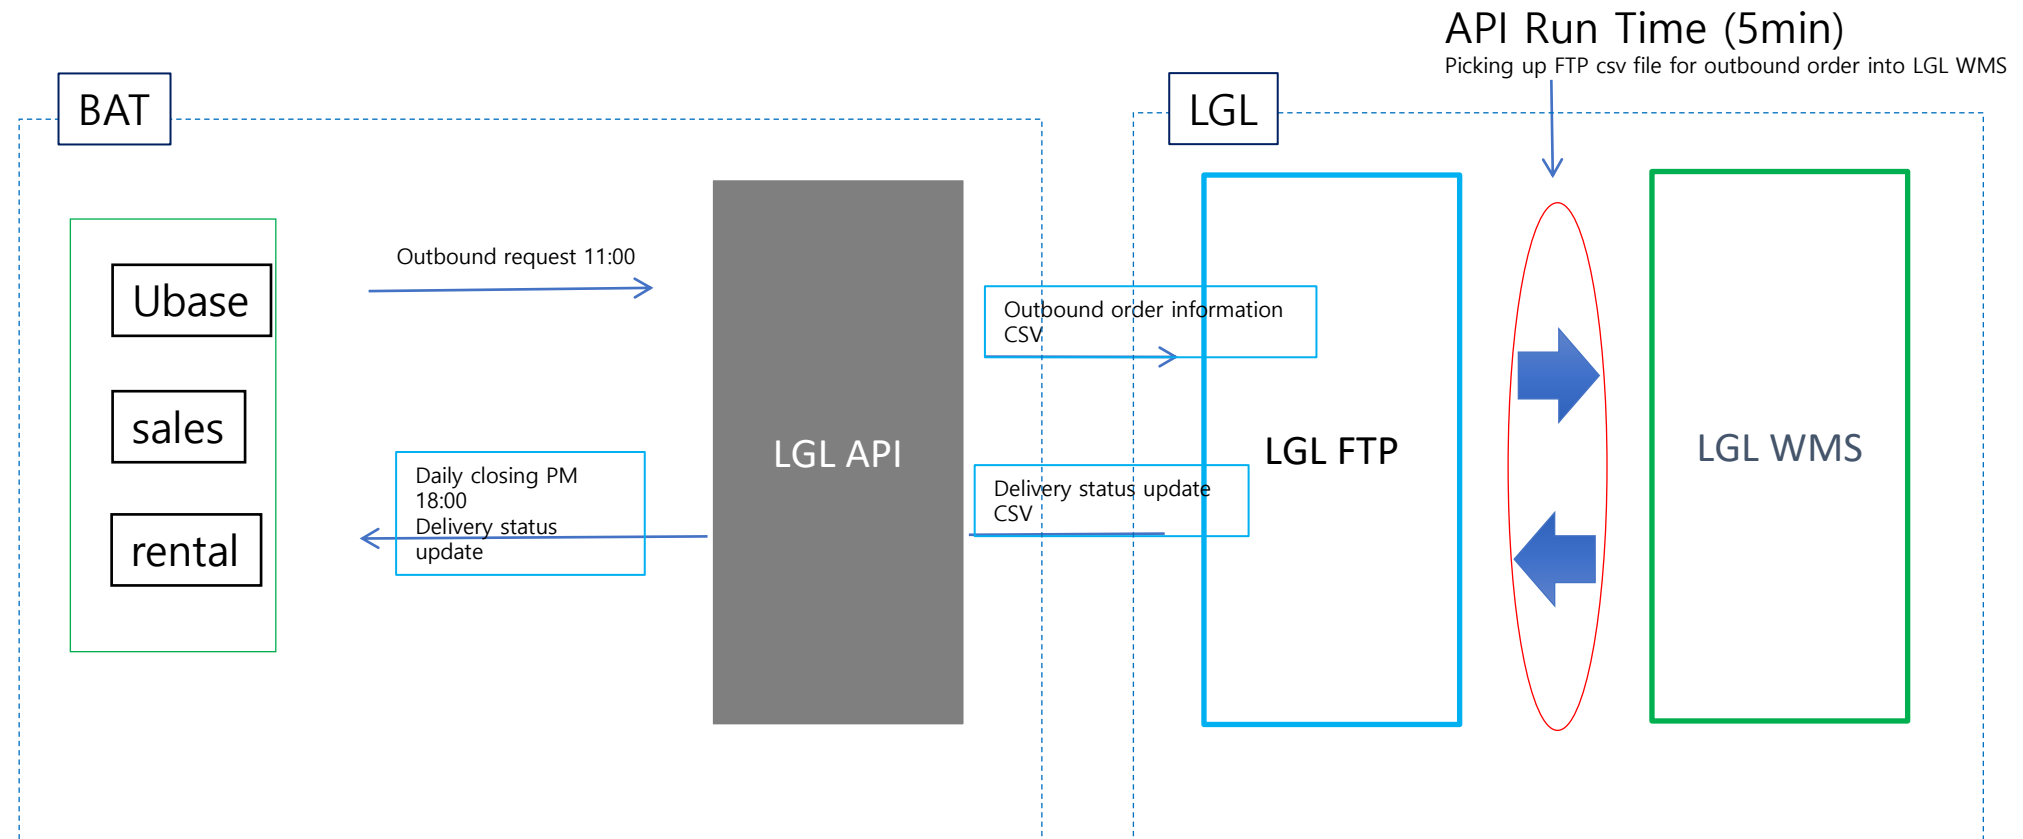 API Run Time (5min)
Picking up FTP csv file for outbound order into LGL WMS
BAT
LGL
Ubase
sales
rental
Outbound request 11:00
Daily closing PM
18:00
Delivery status
update
LGL API
Outbound order information
CSV
Delivery status update
CSV
LGL FTP
LGL WMS